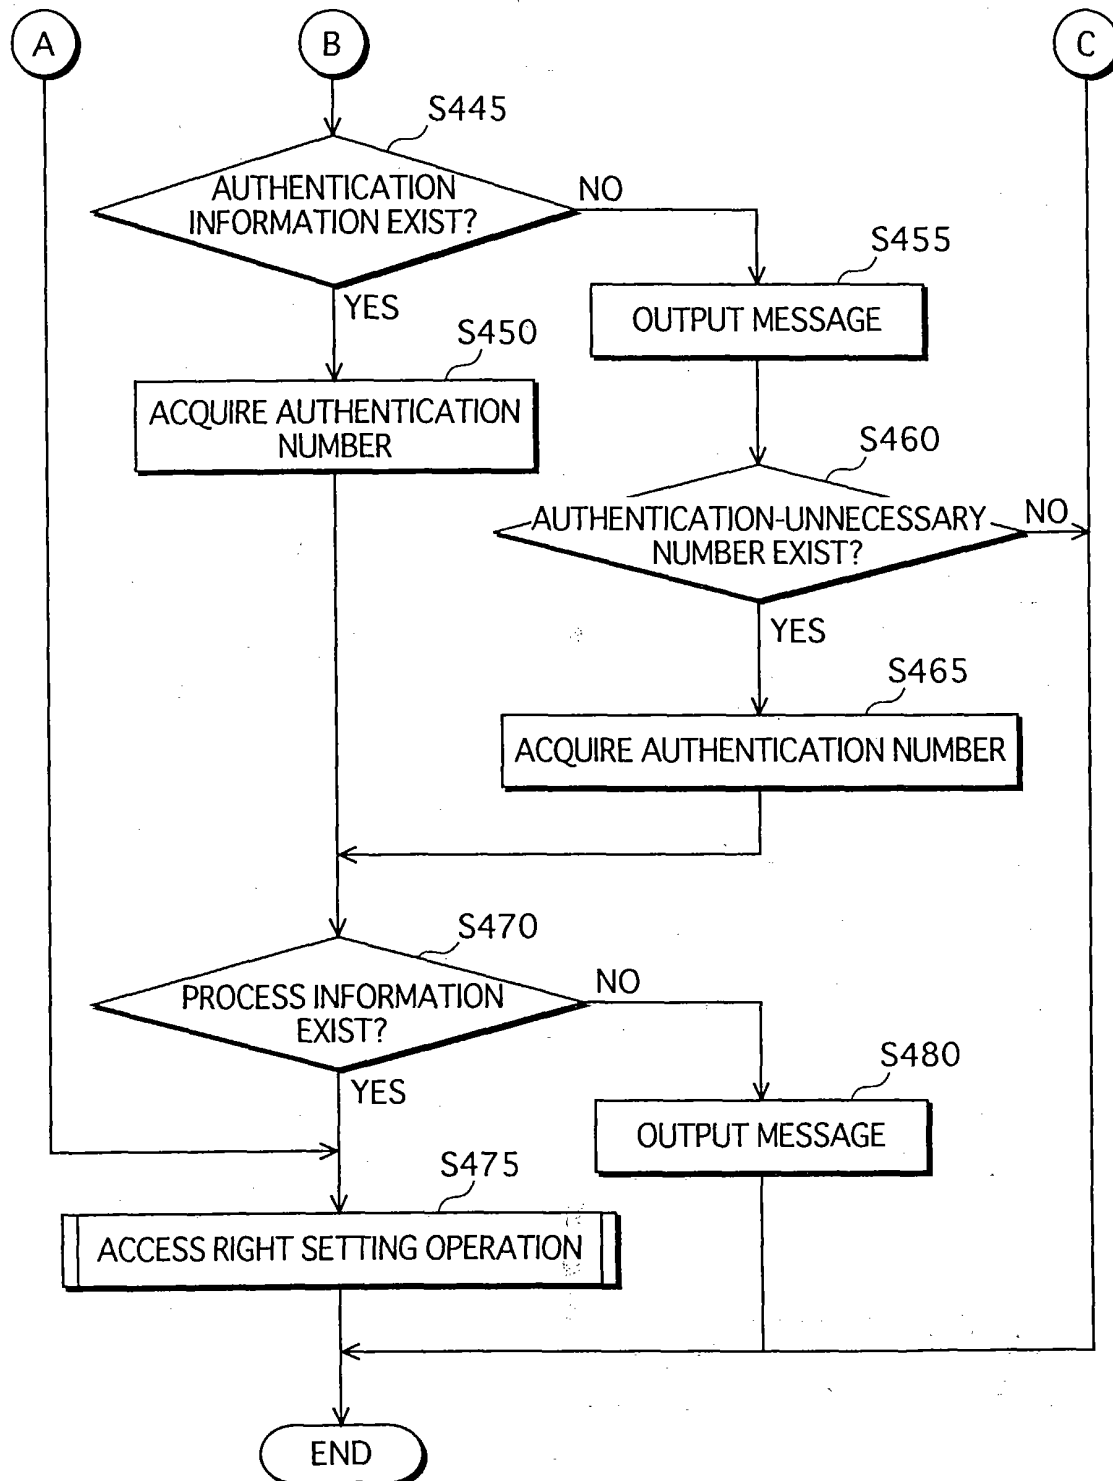 A
B
C
S445
AUTHENTICATION
INFORMATION EXIST?
NO
YES
S455
OUTPUT MESSAGE
S450
ACQUIRE AUTHENTICATION
NUMBER
S460
AUTHENTICATION-UNNECESSARY
NUMBER EXIST?
NO
YES
S465
ACQUIRE AUTHENTICATION NUMBER
S470
PROCESS INFORMATION
EXIST?
NO
YES
S480
OUTPUT MESSAGE
S475
ACCESS RIGHT SETTING OPERATION
END